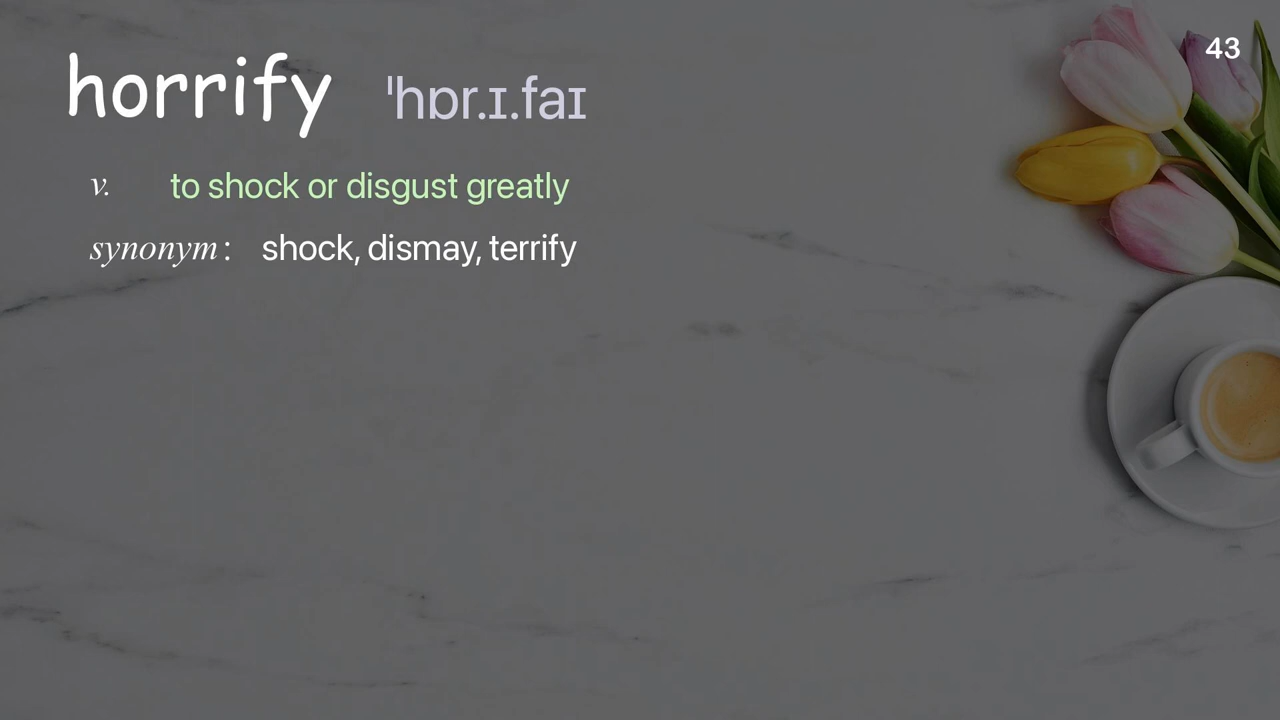 43
horrify ˈhɒr.ɪ.faɪ
v. to shock or disgust greatly
synonym: shock, dismay, terrify